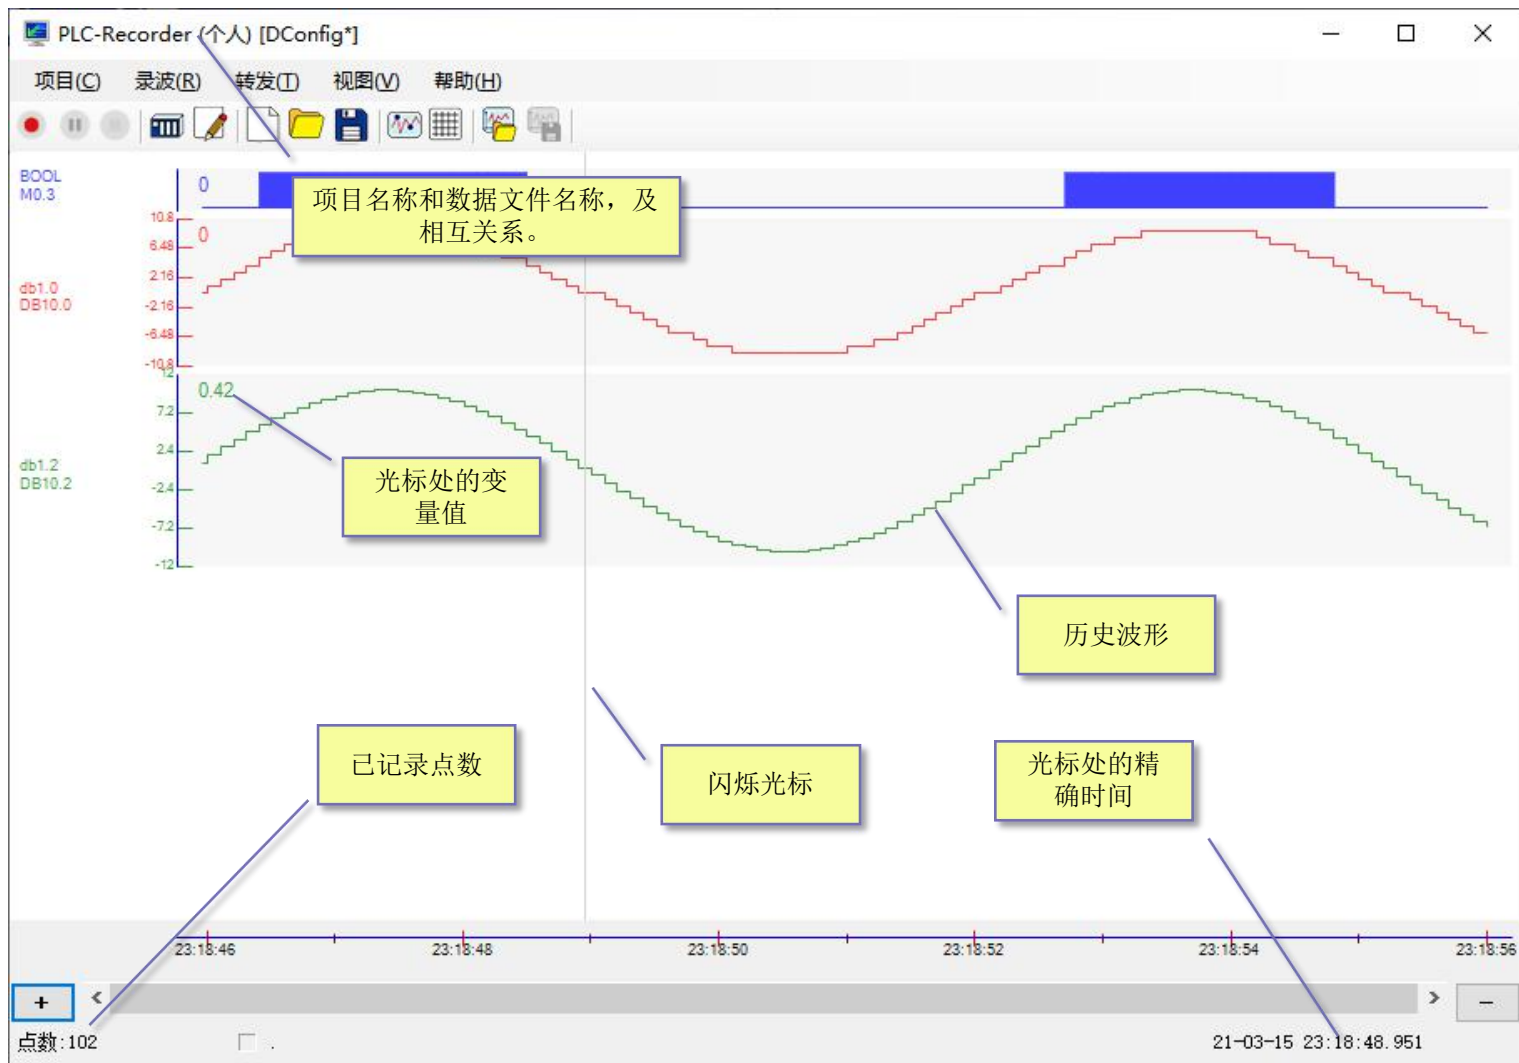 PLC-Recorder (个人) [DConfig*]
项目(C) 录波(R) 转发(T) 视图(V) 帮助(H)
BOOL
M0.3
0
项目名称和数据文件名称，及
相互关系。
10.8
6.48
2.16
-2.16
-6.48
-10.8
0
db1.0
DB10.0
12
7.2
2.4
-2.4
-7.2
-12
0.42
db1.2
DB10.2
光标处的变
量值
历史波形
已记录点数
闪烁光标
光标处的精
确时间
23:18:46 23:18:48 23:18:50 23:18:52 23:18:54 23:18:56
+ < > −
点数:102 . 21-03-15 23:18:48.951